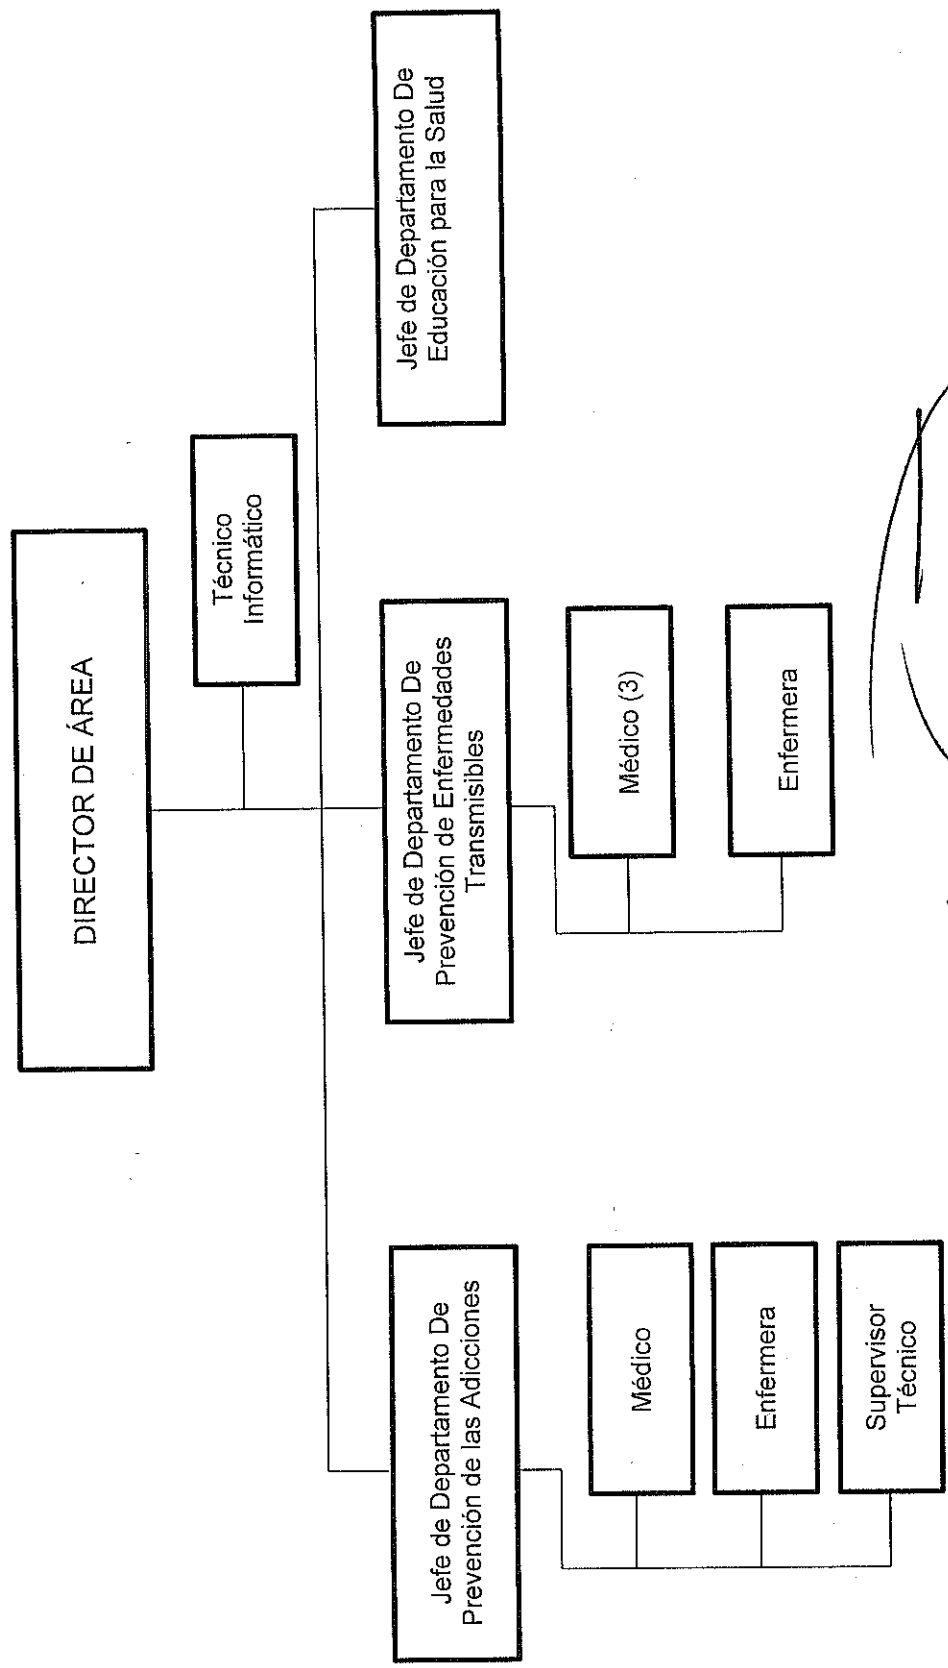 DIRECTOR DE ÁREA
Técnico
Informático
Jefe de Departamento De
Prevención de las Adicciones
Jefe de Departamento De
Prevención de Enfermedades
Transmisibles
Jefe de Departamento De
Educación para la Salud
Médico
Enfermera
Supervisor
Técnico
Médico (3)
Enfermera